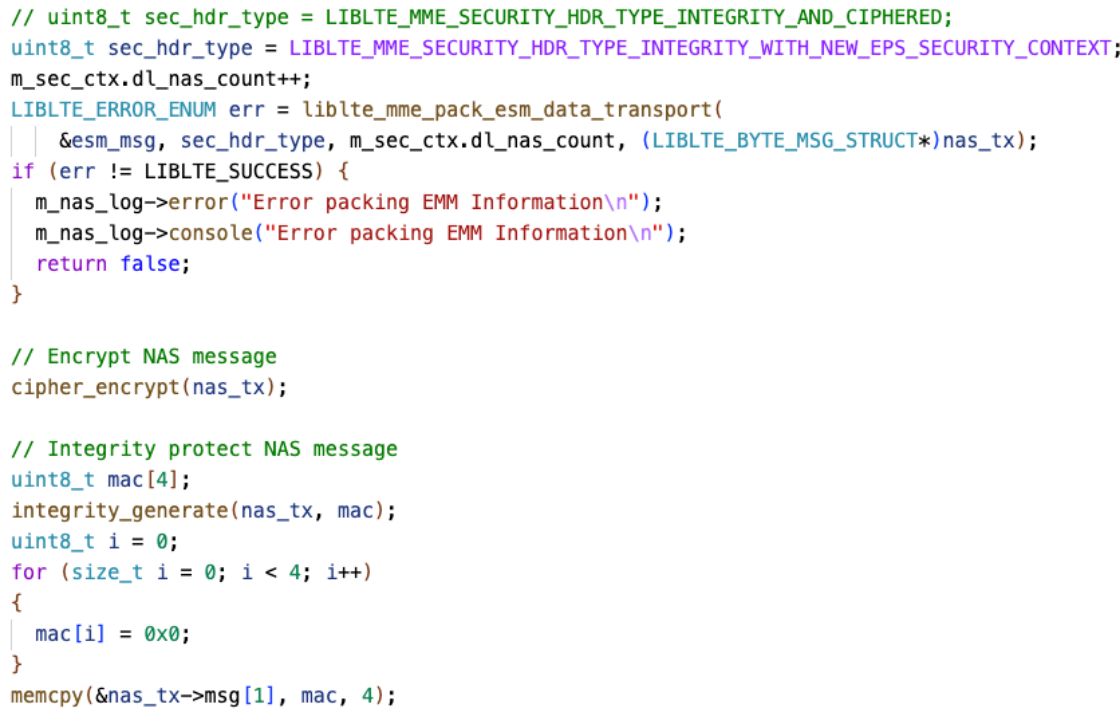 // uint8_t sec_hdr_type = LIBLTE_MME_SECURITY_HDR_TYPE_INTEGRITY_AND_CIPHERED;
uint8_t sec_hdr_type = LIBLTE_MME_SECURITY_HDR_TYPE_INTEGRITY_WITH_NEW_EPS_SECURITY_CONTEXT;
m_sec_ctx.dl_nas_count++;
LIBLTE_ERROR_ENUM err = liblte_mme_pack_esm_data_transport(
    &esm_msg, sec_hdr_type, m_sec_ctx.dl_nas_count, (LIBLTE_BYTE_MSG_STRUCT*)nas_tx);
if (err != LIBLTE_SUCCESS) {
  m_nas_log->error("Error packing EMM Information\n");
  m_nas_log->console("Error packing EMM Information\n");
  return false;
}

// Encrypt NAS message
cipher_encrypt(nas_tx);

// Integrity protect NAS message
uint8_t mac[4];
integrity_generate(nas_tx, mac);
uint8_t i = 0;
for (size_t i = 0; i < 4; i++)
{
  mac[i] = 0x0;
}
memcpy(&nas_tx->msg[1], mac, 4);